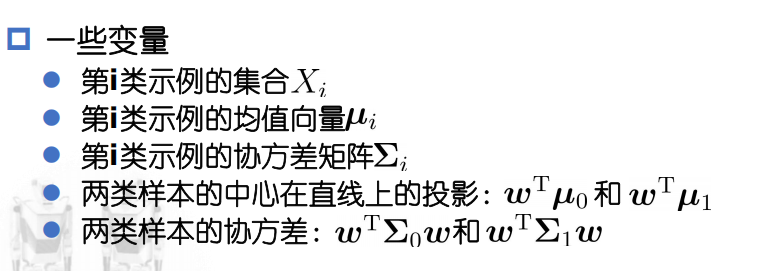 一些变量
第i类示例的集合 $X_i$
第i类示例的均值向量 $\boldsymbol{\mu}_i$
第i类示例的协方差矩阵 $\boldsymbol{\Sigma}_i$
两类样本的中心在直线上的投影：$\boldsymbol{w}^{\mathrm{T}}\boldsymbol{\mu}_0$ 和 $\boldsymbol{w}^{\mathrm{T}}\boldsymbol{\mu}_1$
两类样本的协方差：$\boldsymbol{w}^{\mathrm{T}}\boldsymbol{\Sigma}_0\boldsymbol{w}$ 和 $\boldsymbol{w}^{\mathrm{T}}\boldsymbol{\Sigma}_1\boldsymbol{w}$